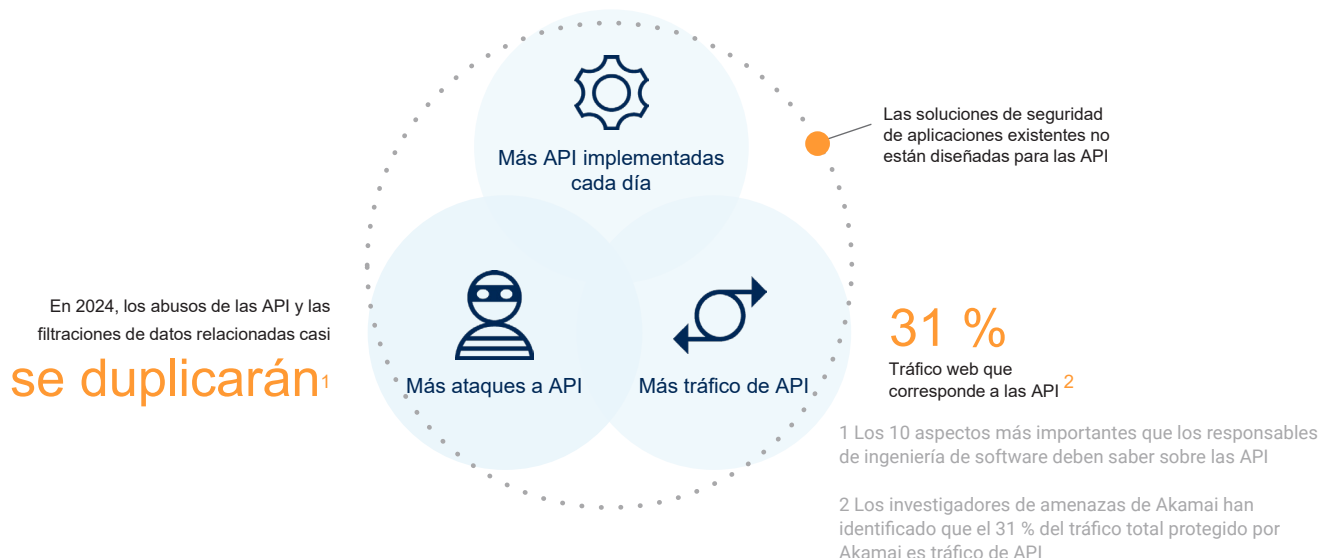 Más API implementadas
cada día
Las soluciones de seguridad
de aplicaciones existentes no
están diseñadas para las API
En 2024, los abusos de las API y las
filtraciones de datos relacionadas casi
se duplicarán1
Más ataques a API
Más tráfico de API
31 %
Tráfico web que
corresponde a las API 2
1 Los 10 aspectos más importantes que los responsables
de ingeniería de software deben saber sobre las API
2 Los investigadores de amenazas de Akamai han
identificado que el 31 % del tráfico total protegido por
Akamai es tráfico de API